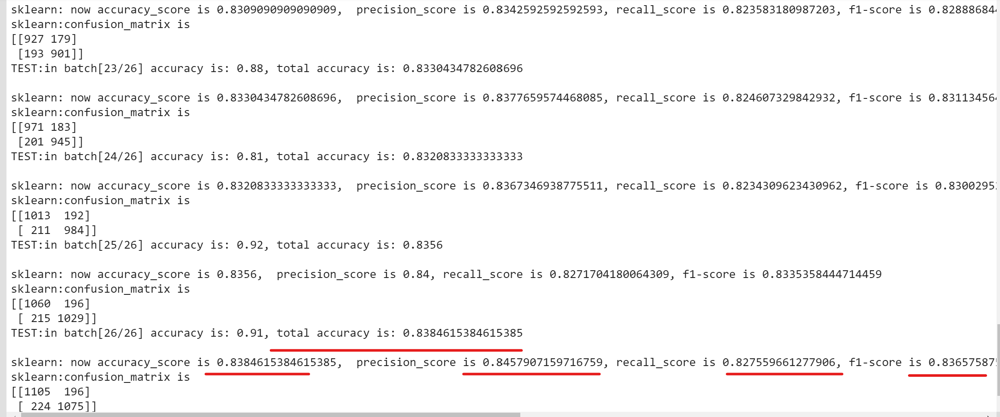 sklearn: now accuracy_score is 0.8309090909090909,  precision_score is 0.8342592592592593, recall_score is 0.823583180987203, f1-score is 0.82888684
sklearn:confusion_matrix is
[[927 179]
 [193 901]]
TEST:in batch[23/26] accuracy is: 0.88, total accuracy is: 0.8330434782608696
sklearn: now accuracy_score is 0.8330434782608696,  precision_score is 0.8377659574468085, recall_score is 0.824607329842932, f1-score is 0.83113456
sklearn:confusion_matrix is
[[971 183]
 [201 945]]
TEST:in batch[24/26] accuracy is: 0.81, total accuracy is: 0.8320833333333333
sklearn: now accuracy_score is 0.8320833333333333,  precision_score is 0.8367346938775511, recall_score is 0.8234309623430962, f1-score is 0.8300295
sklearn:confusion_matrix is
[[1013  192]
 [ 211  984]]
TEST:in batch[25/26] accuracy is: 0.92, total accuracy is: 0.8356
sklearn: now accuracy_score is 0.8356,  precision_score is 0.84, recall_score is 0.8271704180064309, f1-score is 0.8335358444714459
sklearn:confusion_matrix is
[[1060  196]
 [ 215 1029]]
TEST:in batch[26/26] accuracy is: 0.91, total accuracy is: 0.8384615384615385
sklearn: now accuracy_score is 0.8384615384615385,  precision_score is 0.8457907159716759, recall_score is 0.827559661277906, f1-score is 0.83657587
sklearn:confusion_matrix is
[[1105  196]
 [ 224 1075]]